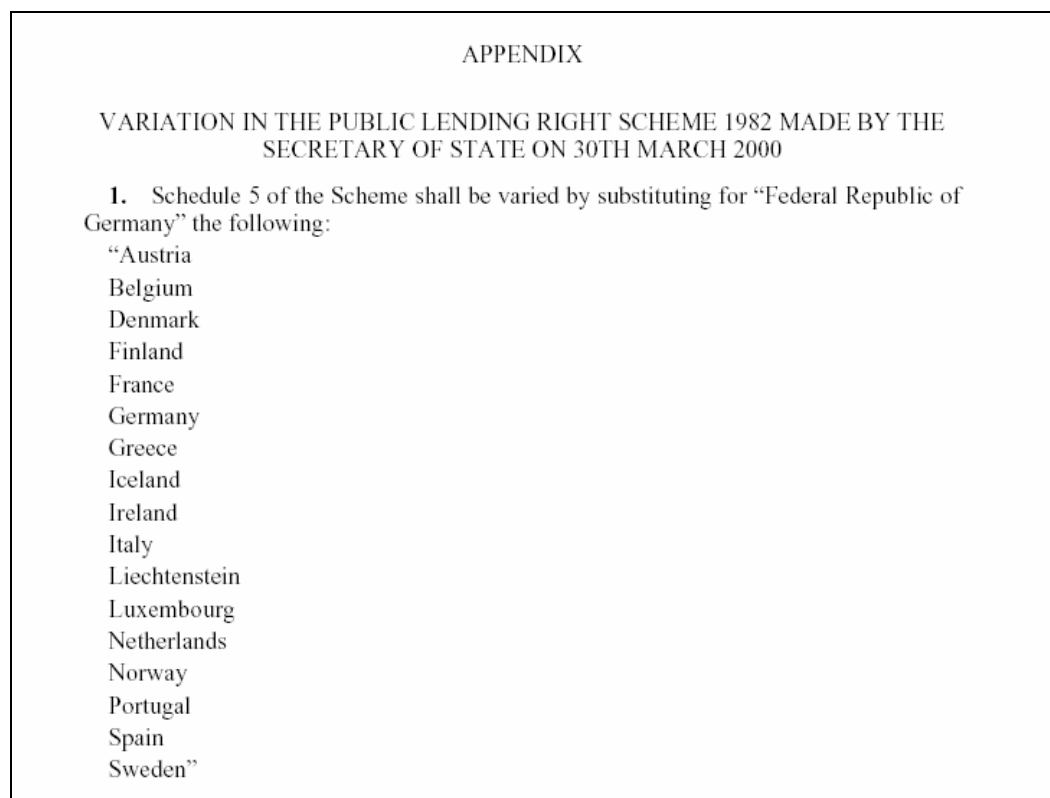 APPENDIX
VARIATION IN THE PUBLIC LENDING RIGHT SCHEME 1982 MADE BY THE
SECRETARY OF STATE ON 30TH MARCH 2000
1. Schedule 5 of the Scheme shall be varied by substituting for “Federal Republic of
Germany” the following:
“Austria
Belgium
Denmark
Finland
France
Germany
Greece
Iceland
Ireland
Italy
Liechtenstein
Luxembourg
Netherlands
Norway
Portugal
Spain
Sweden”